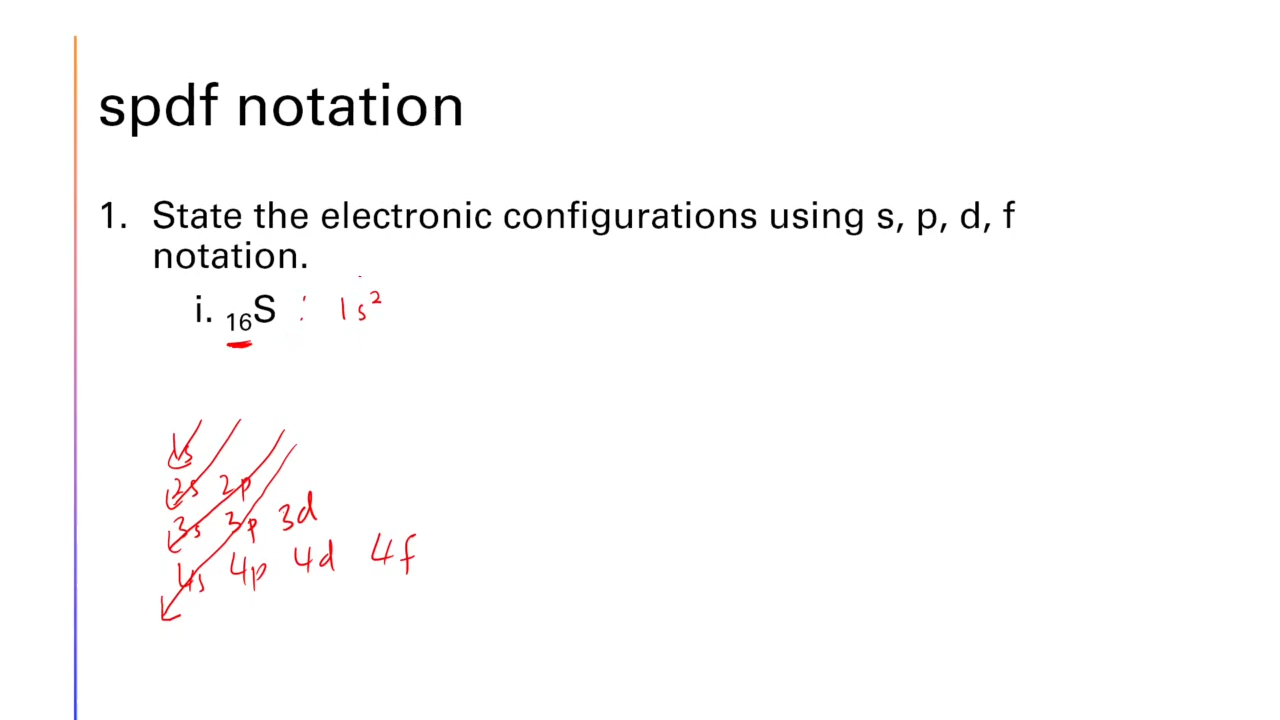 spdf notation
1. State the electronic configurations using s, p, d, f
notation.
i. ₁₆S : 1s²
1s
2s 2p
3s 3p 3d
4s 4p 4d 4f